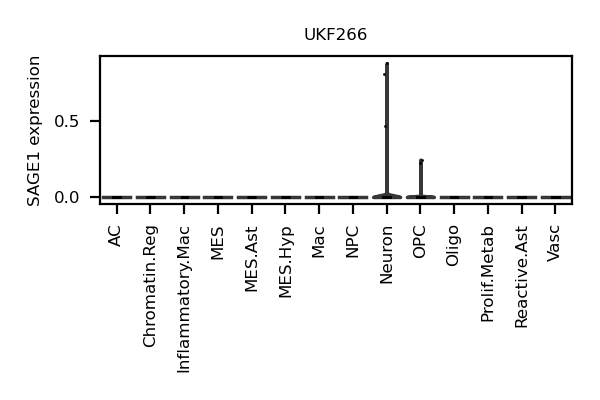 UKF266
SAGE1 expression
0.5
0.0
AC
Chromatin.Reg
Inflammatory.Mac
MES
MES.Ast
MES.Hyp
Mac
NPC
Neuron
OPC
Oligo
Prolif.Metab
Reactive.Ast
Vasc